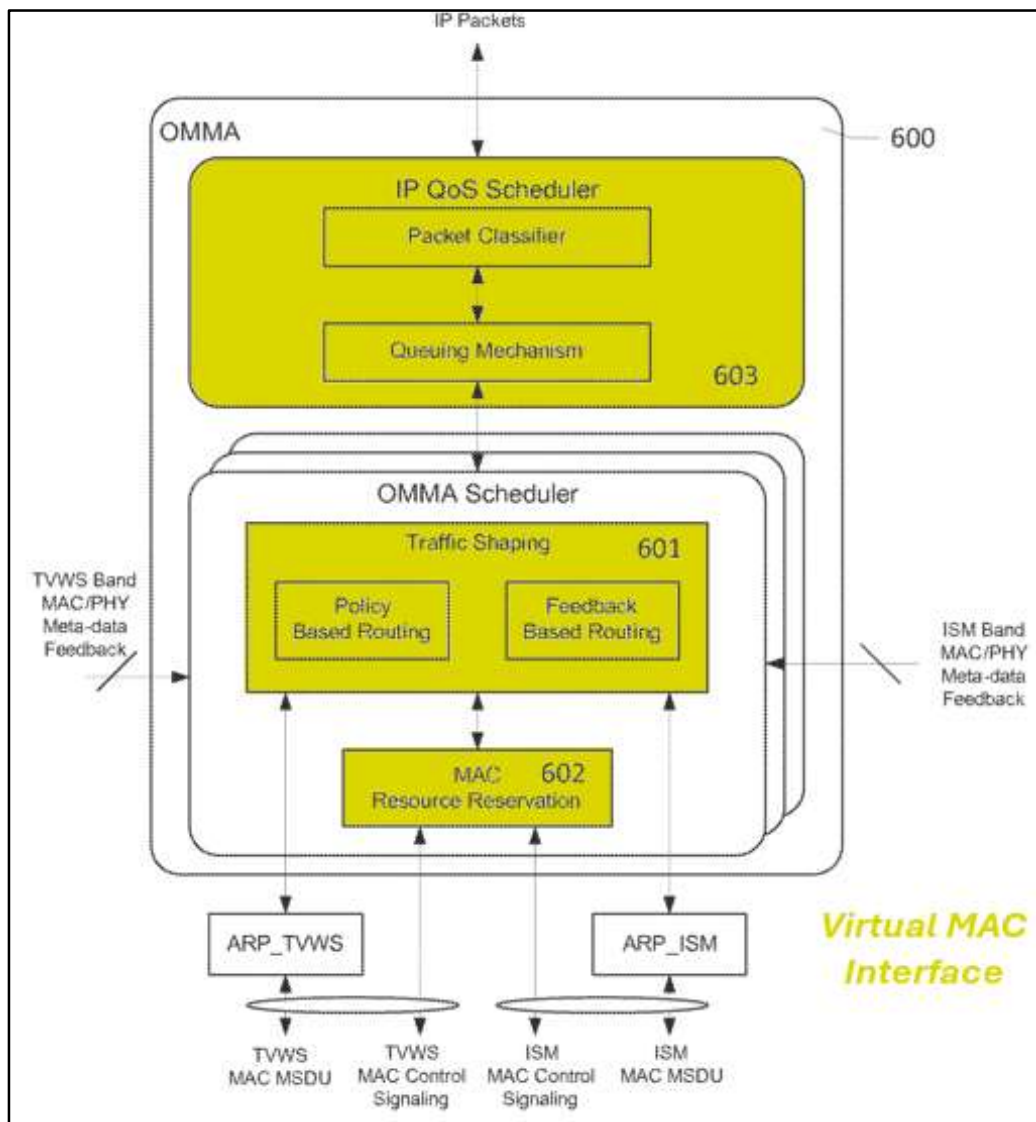 IP Packets
OMMA
600
IP QoS Scheduler
Packet Classifier
Queuing Mechanism
603
OMMA Scheduler
Traffic Shaping
601
Policy
Based Routing
Feedback
Based Routing
TVWS Band
MAC/PHY
Meta-data
Feedback
ISM Band
MAC/PHY
Meta-data
Feedback
MAC
602
Resource Reservation
ARP_TVWS
ARP_ISM
Virtual MAC
Interface
TVWS
MAC MSDU
TVWS
MAC Control
Signaling
ISM
MAC Control
Signaling
ISM
MAC MSDU